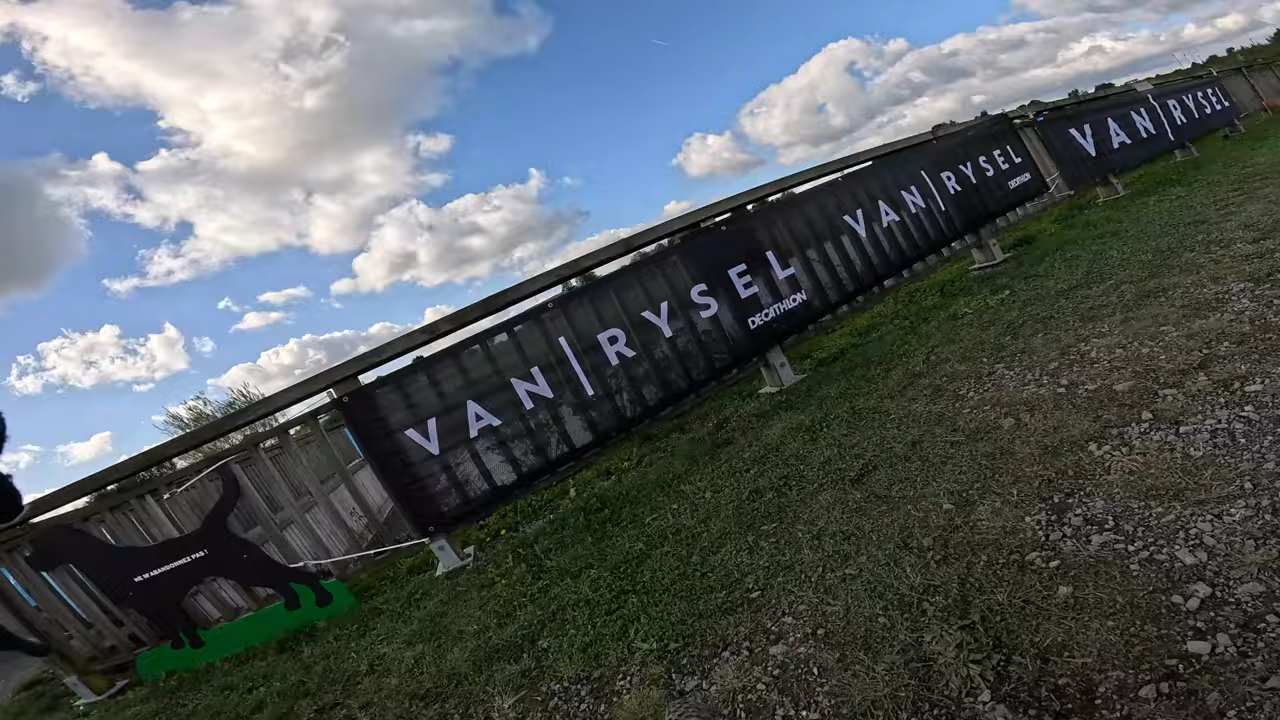 NE M'ABANDONNEZ PAS !
VAN|RYSEL
DECATHLON
VAN|RYSEL
DECATHLON
VAN|RYSEL